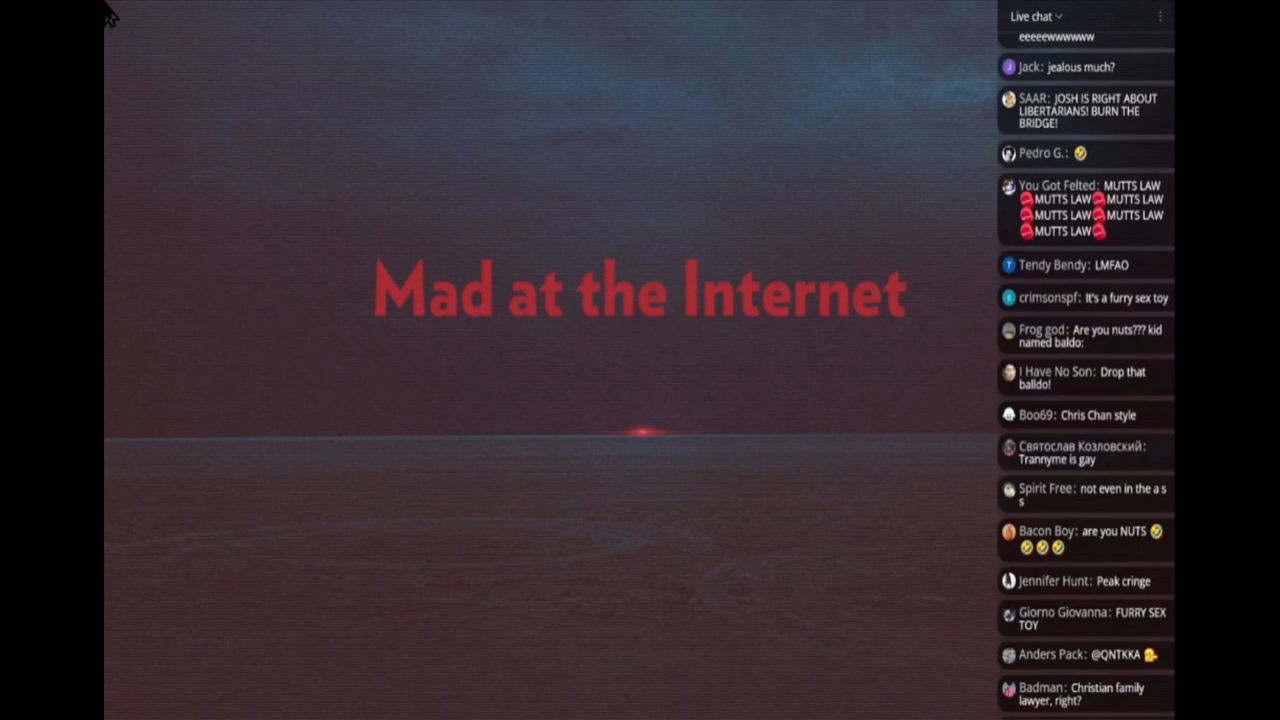 Mad at the Internet
Live chat
eeeeewwwwww
Jack: jealous much?
SAAR: JOSH IS RIGHT ABOUT
LIBERTARIANS! BURN THE
BRIDGE!
Pedro G.: 🤣
You Got Felted: MUTTS LAW
MUTTS LAW MUTTS LAW
MUTTS LAW MUTTS LAW
MUTTS LAW
Tendy Bendy: LMFAO
crimsonspf: It's a furry sex toy
Frog god: Are you nuts??? kid
named baldo:
I Have No Son: Drop that
balldo!
Boo69: Chris Chan style
Святослав Козловский:
Trannyme is gay
Spirit Free: not even in the a s
s
Bacon Boy: are you NUTS 🤣
🤣🤣🤣
Jennifer Hunt: Peak cringe
Giorno Giovanna: FURRY SEX
TOY
Anders Pack: @QNTKKA
Badman: Christian family
lawyer, right?